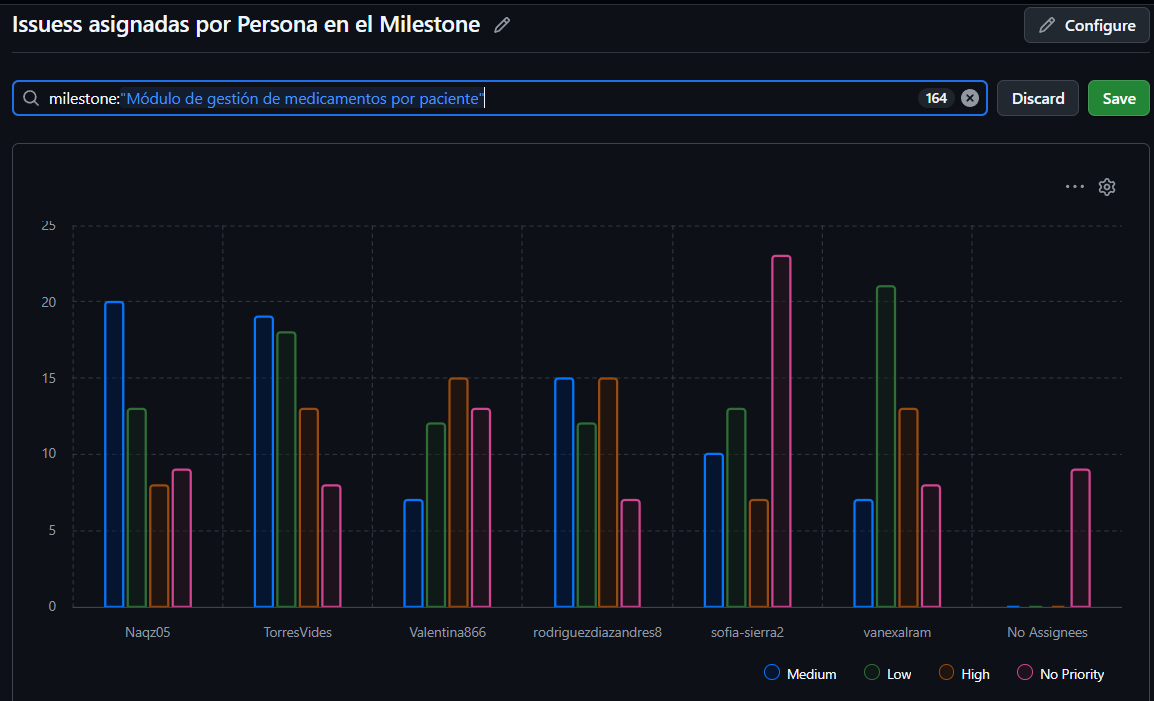 Issuess asignadas por Persona en el Milestone
Configure
milestone:"Módulo de gestión de medicamentos por paciente"
164
Discard
Save
25
20
15
10
5
0
Naqz05
TorresVides
Valentina866
rodriguezdiazandres8
sofia-sierra2
vanexalram
No Assignees
Medium
Low
High
No Priority